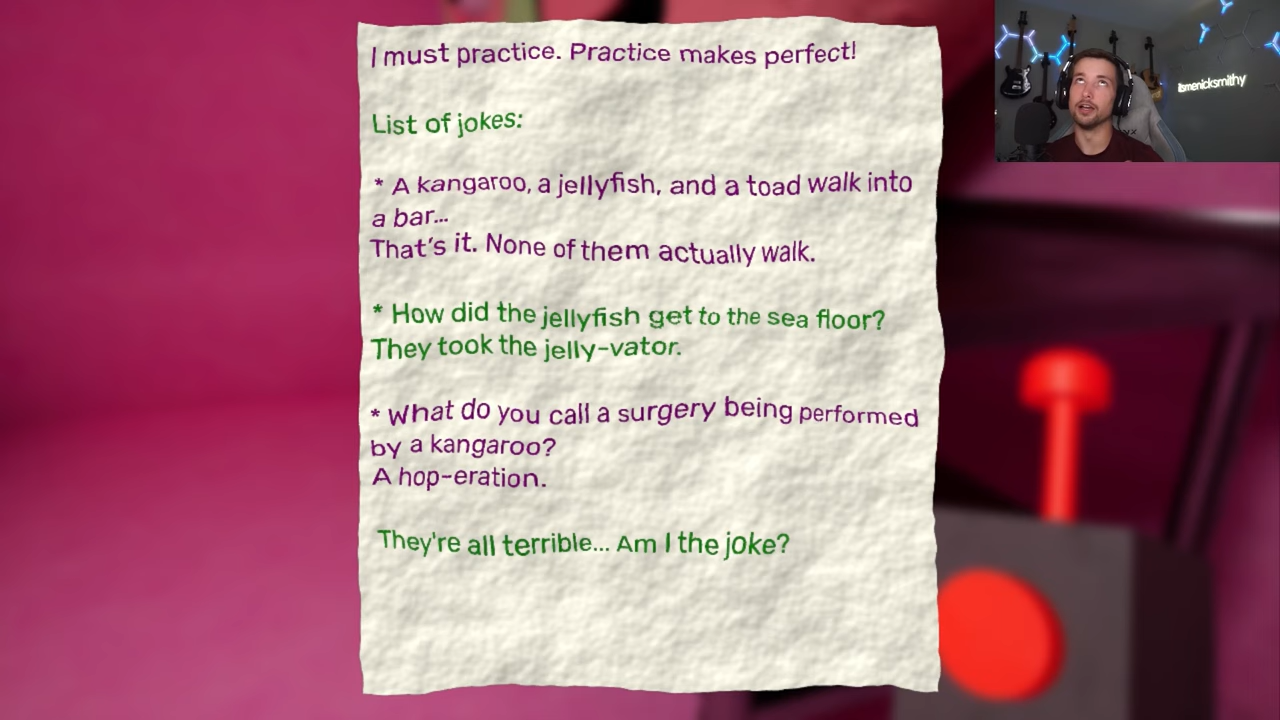 I must practice. Practice makes perfect!
List of jokes:
* A kangaroo, a jellyfish, and a toad walk into
a bar...
That's it. None of them actually walk.
* How did the jellyfish get to the sea floor?
They took the jelly-vator.
* What do you call a surgery being performed
by a kangaroo?
A hop-eration.
They're all terrible... Am I the joke?
itsmenicksmithy